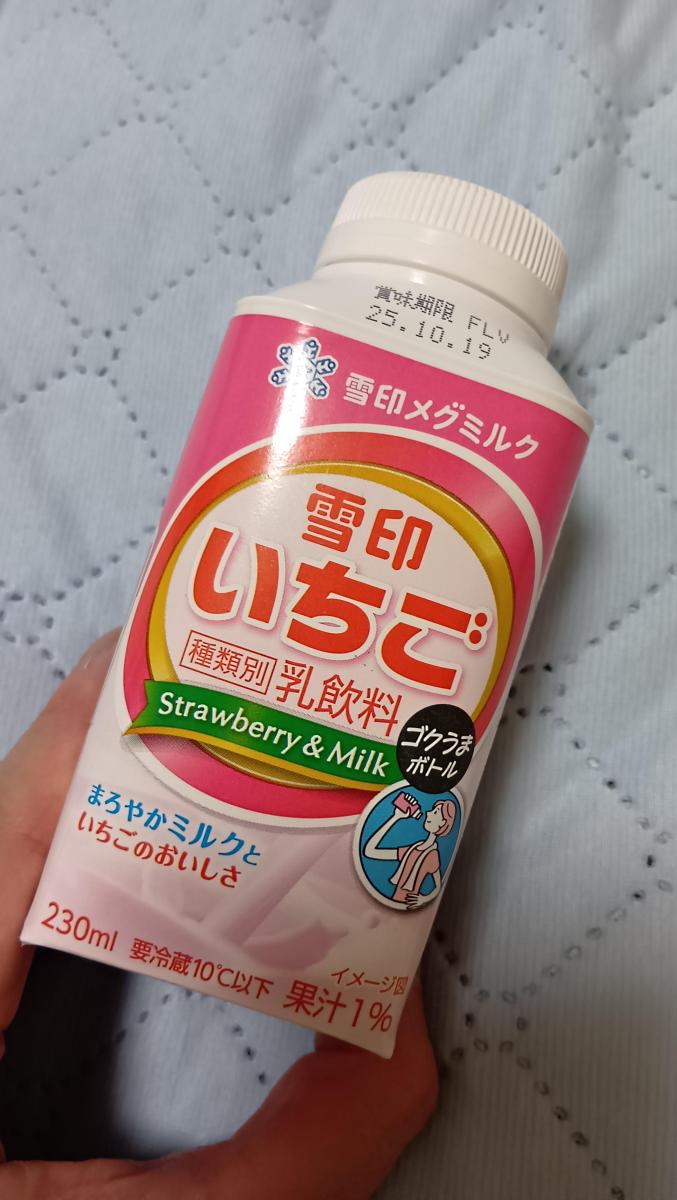 賞味期限 FLV
25.10.19
雪印メグミルク
雪印
いちご
種類別 乳飲料
Strawberry & Milk
ゴクうま
ボトル
まろやかミルクと
いちごのおいしさ
イメージ図
230ml 要冷蔵10℃以下 果汁1%